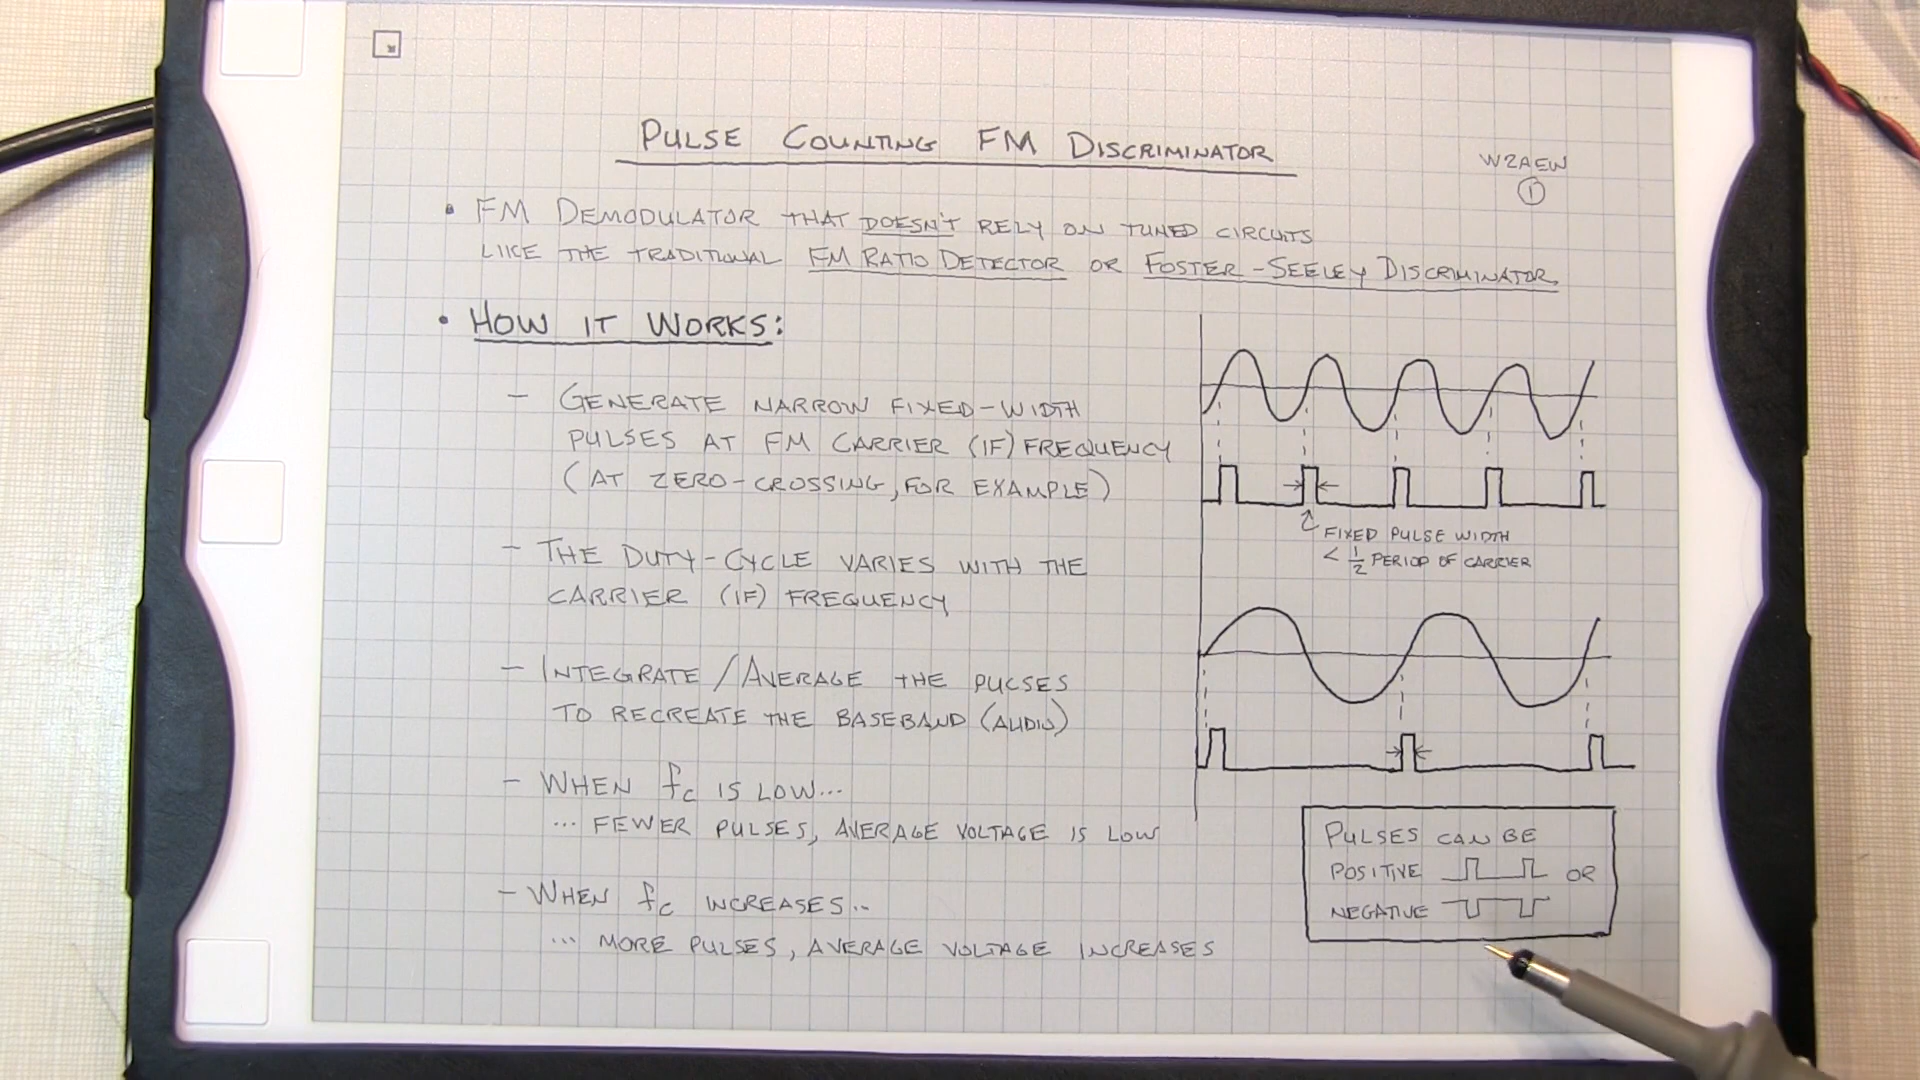 PULSE COUNTING FM DISCRIMINATOR
W2AEW
1
• FM DEMODULATOR THAT DOESN'T RELY ON TUNED CIRCUITS
LIKE THE TRADITIONAL FM RATIO DETECTOR OR FOSTER-SEELEY DISCRIMINATOR.
• HOW IT WORKS:
- GENERATE NARROW FIXED-WIDTH
PULSES AT FM CARRIER (IF) FREQUENCY
(AT ZERO-CROSSING, FOR EXAMPLE)
- THE DUTY-CYCLE VARIES WITH THE
CARRIER (IF) FREQUENCY
- INTEGRATE/AVERAGE THE PULSES
TO RECREATE THE BASEBAND (AUDIO)
- WHEN fc IS LOW...
... FEWER PULSES, AVERAGE VOLTAGE IS LOW
- WHEN fc INCREASES...
... MORE PULSES, AVERAGE VOLTAGE INCREASES
FIXED PULSE WIDTH
< 1/2 PERIOD OF CARRIER
PULSES CAN BE
POSITIVE OR
NEGATIVE